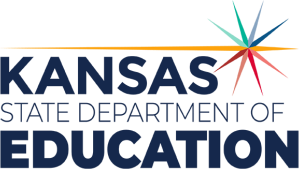 KANSAS
STATE DEPARTMENT OF
EDUCATION